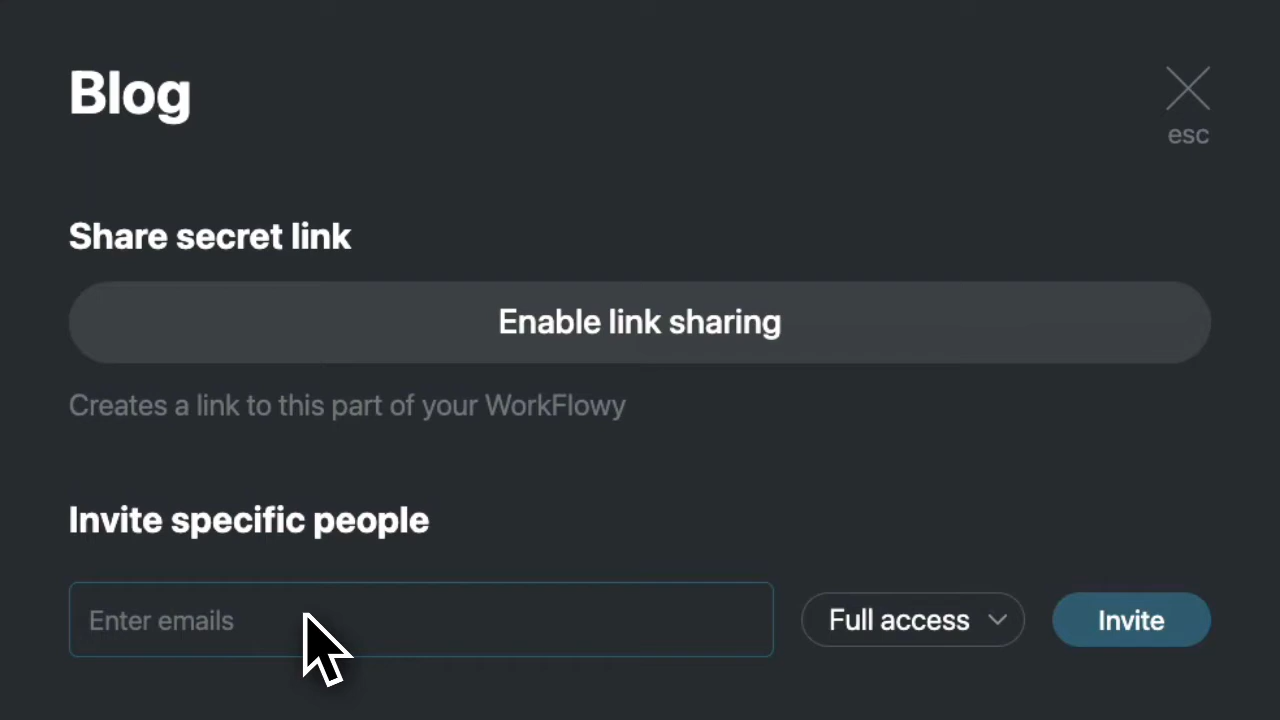 Blog
esc
Share secret link
Enable link sharing
Creates a link to this part of your WorkFlowy
Invite specific people
Enter emails
Full access
Invite